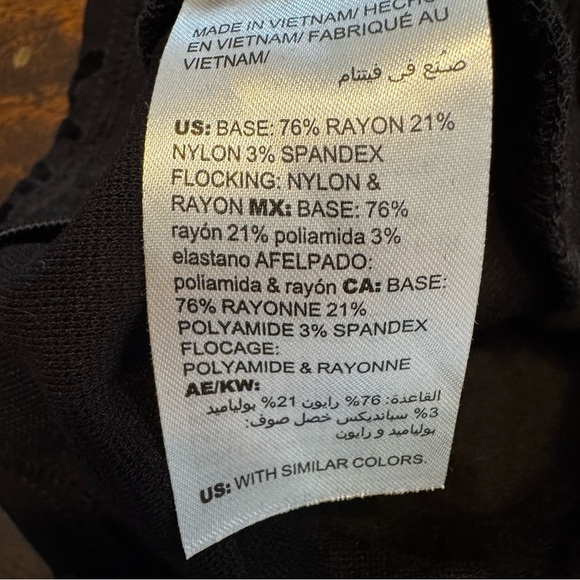 MADE IN VIETNAM/ HECHO
EN VIETNAM/ FABRIQUÉ AU
VIETNAM/
صُنع في فيتنام
US: BASE: 76% RAYON 21%
NYLON 3% SPANDEX
FLOCKING: NYLON &
RAYON MX: BASE: 76%
rayón 21% poliamida 3%
elastano AFELPADO:
poliamida & rayón CA: BASE:
76% RAYONNE 21%
POLYAMIDE 3% SPANDEX
FLOCAGE:
POLYAMIDE & RAYONNE
AE/KW:
القاعدة: 76% رايون 21% بولياميد
3% سبانديكس خصل صوف:
بولياميد و رايون
US: WITH SIMILAR COLORS.